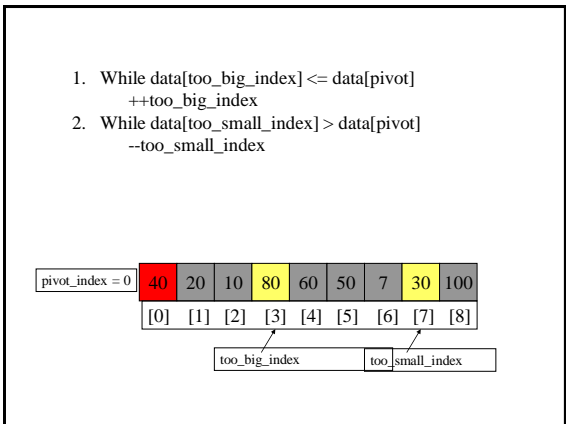 1. While data[too_big_index] <= data[pivot]
++too_big_index
2. While data[too_small_index] > data[pivot]
--too_small_index
pivot_index = 0 40 20 10 80 60 50 7 30 100
[0] [1] [2] [3] [4] [5] [6] [7] [8]
too_big_index too_small_index